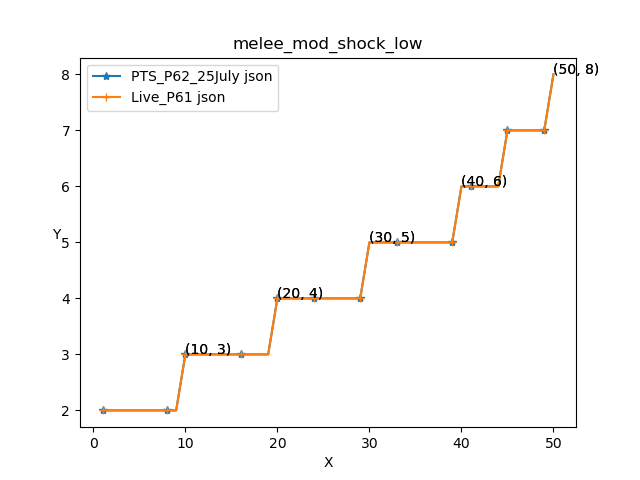 melee_mod_shock_low
PTS_P62_25July json
Live_P61 json
(50, 8)
(40, 6)
(30, 5)
(20, 4)
(10, 3)
Y
8
7
6
5
4
3
2
0 10 20 30 40 50
X